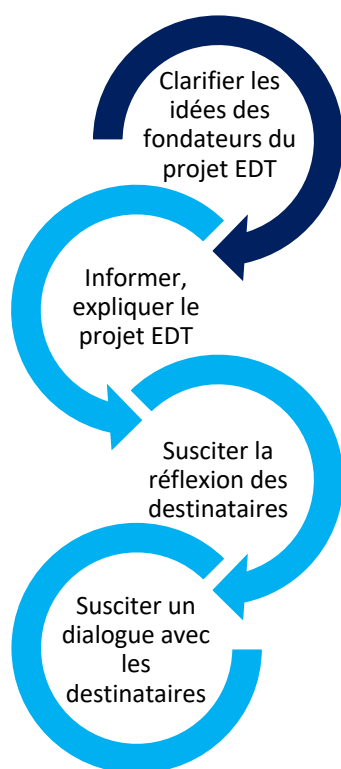 Clarifier les
idées des
fondateurs du
projet EDT
Informer,
expliquer le
projet EDT
Susciter la
réflexion des
destinataires
Susciter un
dialogue avec
les
destinataires